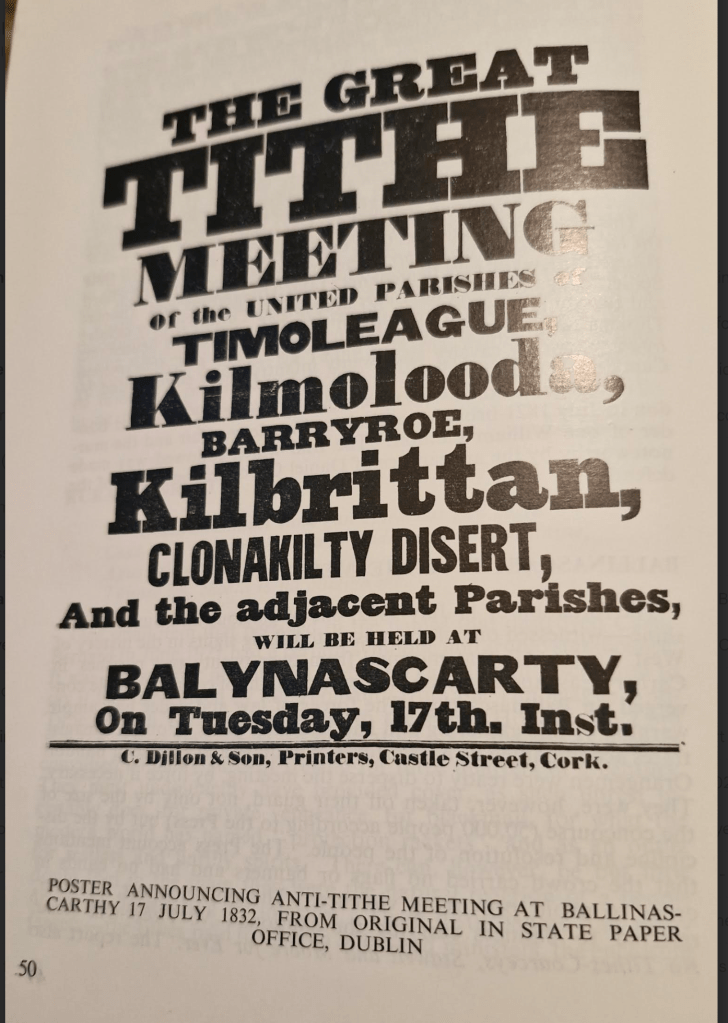 THE GREAT
TITHE
MEETING
of the UNITED PARISHES of
TIMOLEAGUE,
Kilmolooda,
BARRYROE,
Kilbrittan,
CLONAKILTY DISERT,
And the adjacent Parishes,
WILL BE HELD AT
BALYNASCARTY,
On Tuesday, 17th. Inst.
C. Dillon & Son, Printers, Castle Street, Cork.
POSTER ANNOUNCING ANTI-TITHE MEETING AT BALLINAS-
CARTHY 17 JULY 1832, FROM ORIGINAL IN STATE PAPER
OFFICE, DUBLIN
50